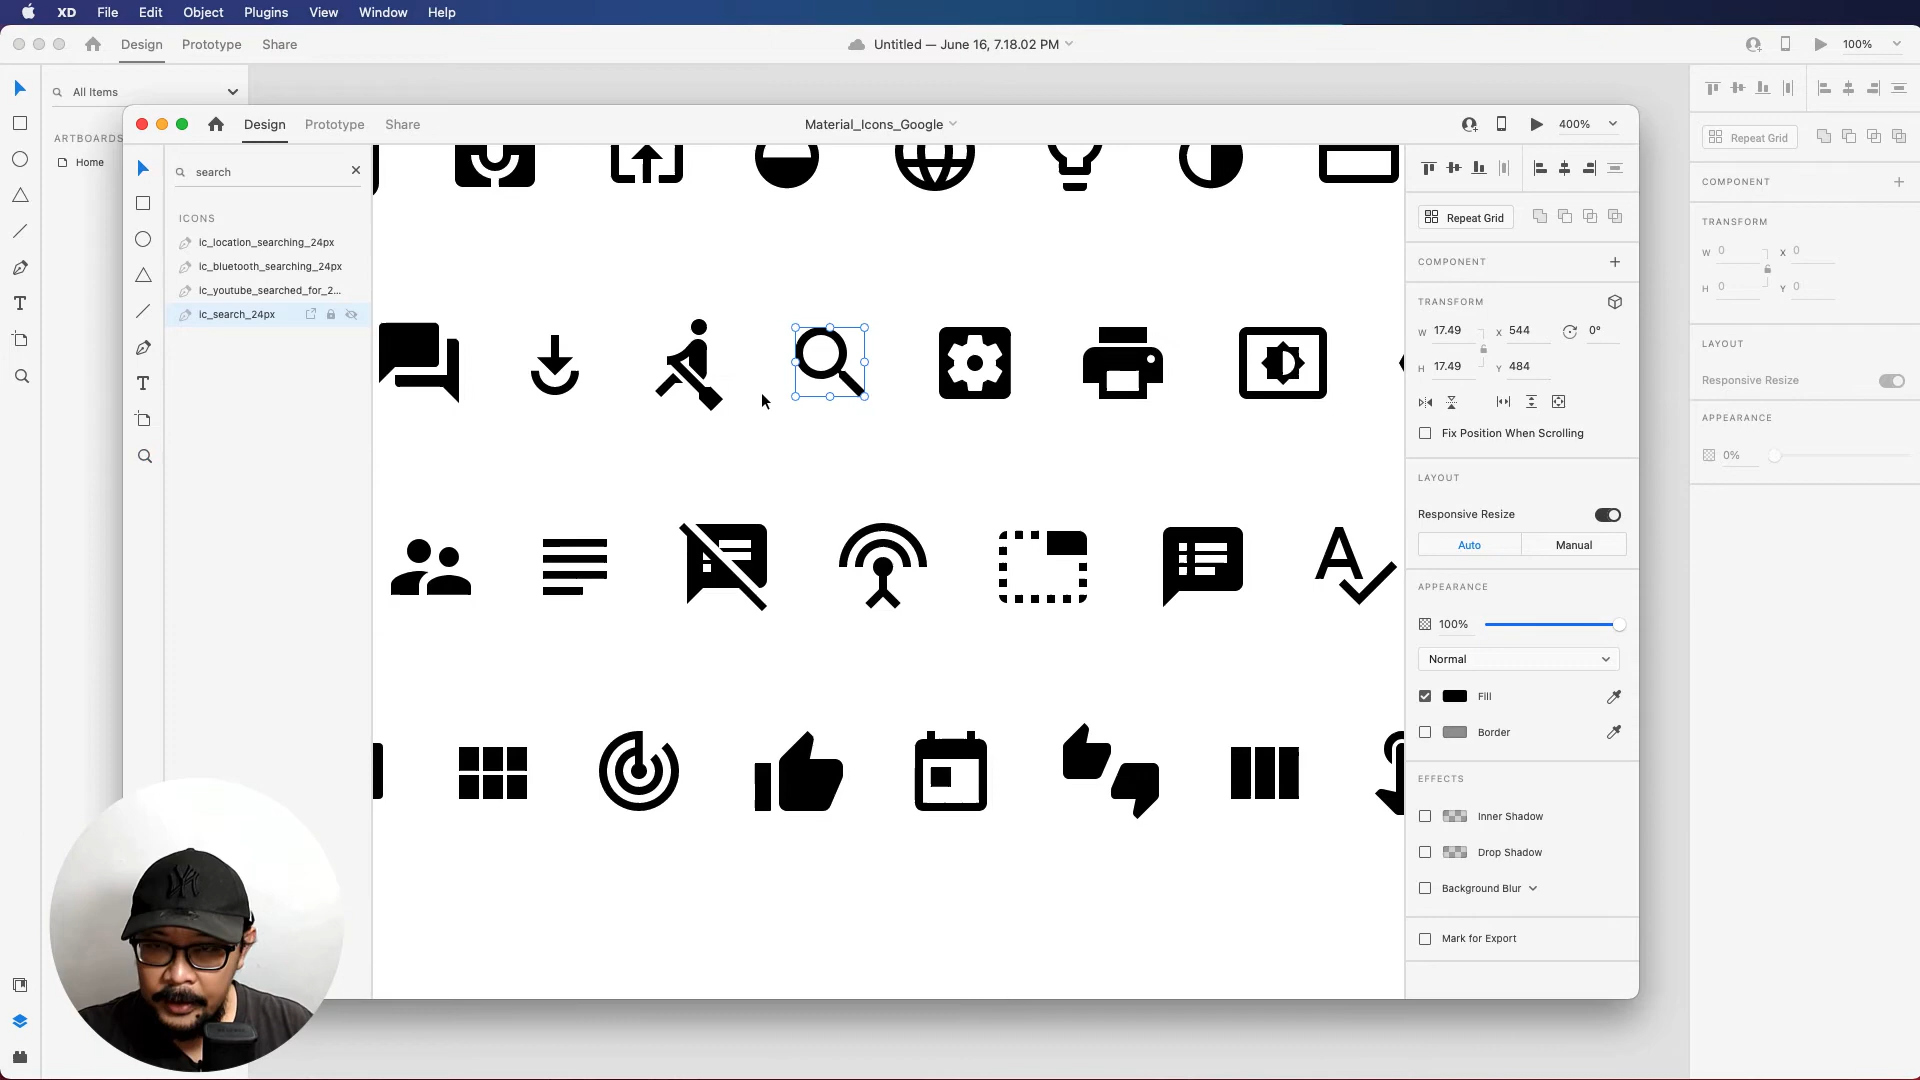 XD File Edit Object Plugins View Window Help
Design Prototype Share
Untitled — June 16, 7.18.02 PM
100%
All Items
ARTBOARDS
Home
Design Prototype Share
Material_Icons_Google
400%
search
ICONS
ic_location_searching_24px
ic_bluetooth_searching_24px
ic_youtube_searched_for_2...
ic_search_24px
Repeat Grid
COMPONENT
TRANSFORM
W 17.49 X 544 0°
H 17.49 Y 484
Fix Position When Scrolling
LAYOUT
Responsive Resize
Auto Manual
APPEARANCE
100%
Normal
Fill
Border
EFFECTS
Inner Shadow
Drop Shadow
Background Blur
Mark for Export
Repeat Grid
COMPONENT
TRANSFORM
W 0 X 0
H 0 Y 0
LAYOUT
Responsive Resize
APPEARANCE
0%